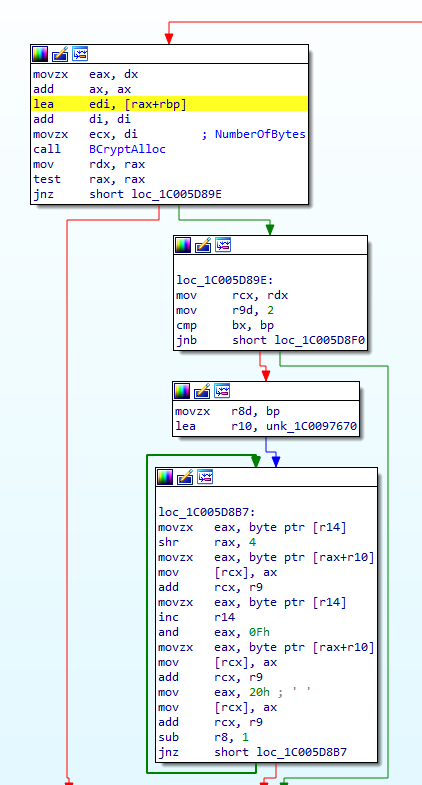 movzx   eax, dx
add     ax, ax
lea     edi, [rax+rbp]
add     di, di
movzx   ecx, di         ; NumberOfBytes
call    BCryptAlloc
mov     rdx, rax
test    rax, rax
jnz     short loc_1C005D89E
loc_1C005D89E:
mov     rcx, rdx
mov     r9d, 2
cmp     bx, bp
jnb     short loc_1C005D8F0
movzx   r8d, bp
lea     r10, unk_1C0097670
loc_1C005D8B7:
movzx   eax, byte ptr [r14]
shr     rax, 4
movzx   eax, byte ptr [rax+r10]
mov     [rcx], ax
add     rcx, r9
movzx   eax, byte ptr [r14]
inc     r14
and     eax, 0Fh
movzx   eax, byte ptr [rax+r10]
mov     [rcx], ax
add     rcx, r9
mov     eax, 20h ; ' '
mov     [rcx], ax
add     rcx, r9
sub     r8, 1
jnz     short loc_1C005D8B7